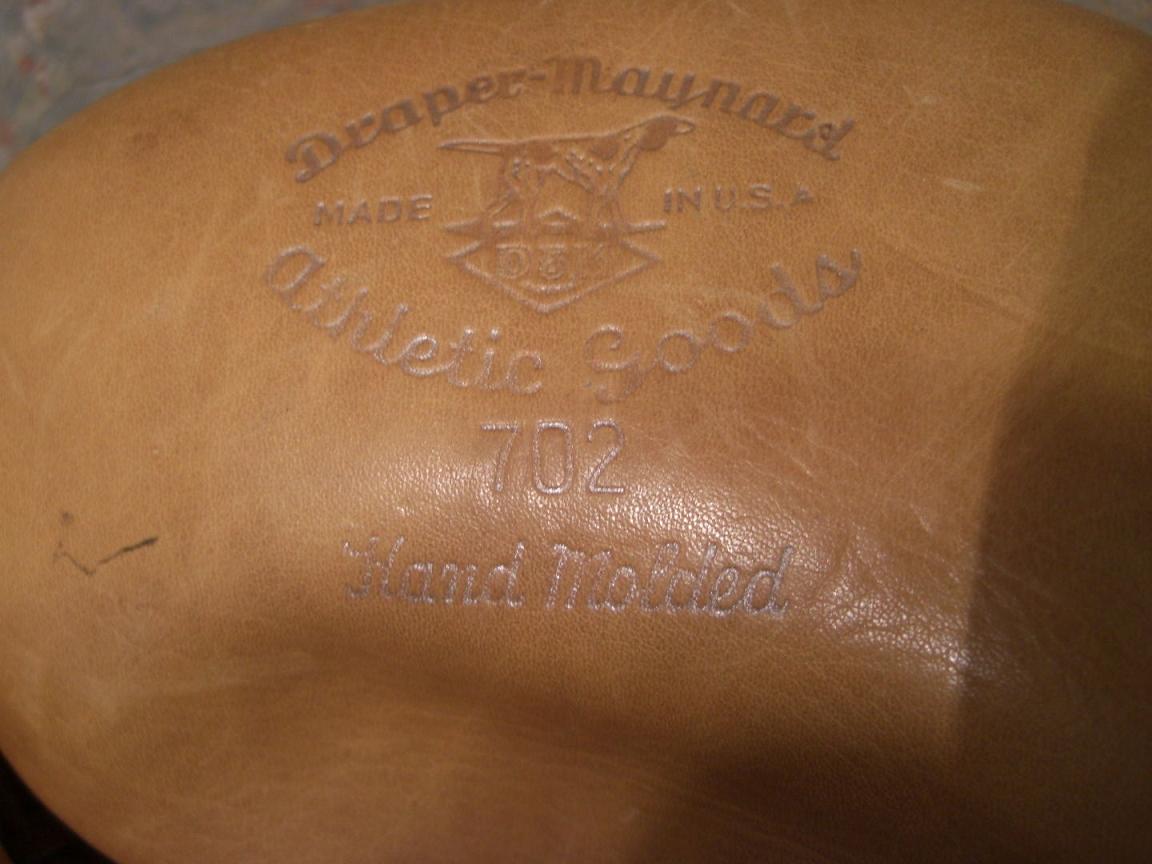 Draper-Maynard
MADE IN U.S.A
D&M
Athletic Goods
702
Hand Molded